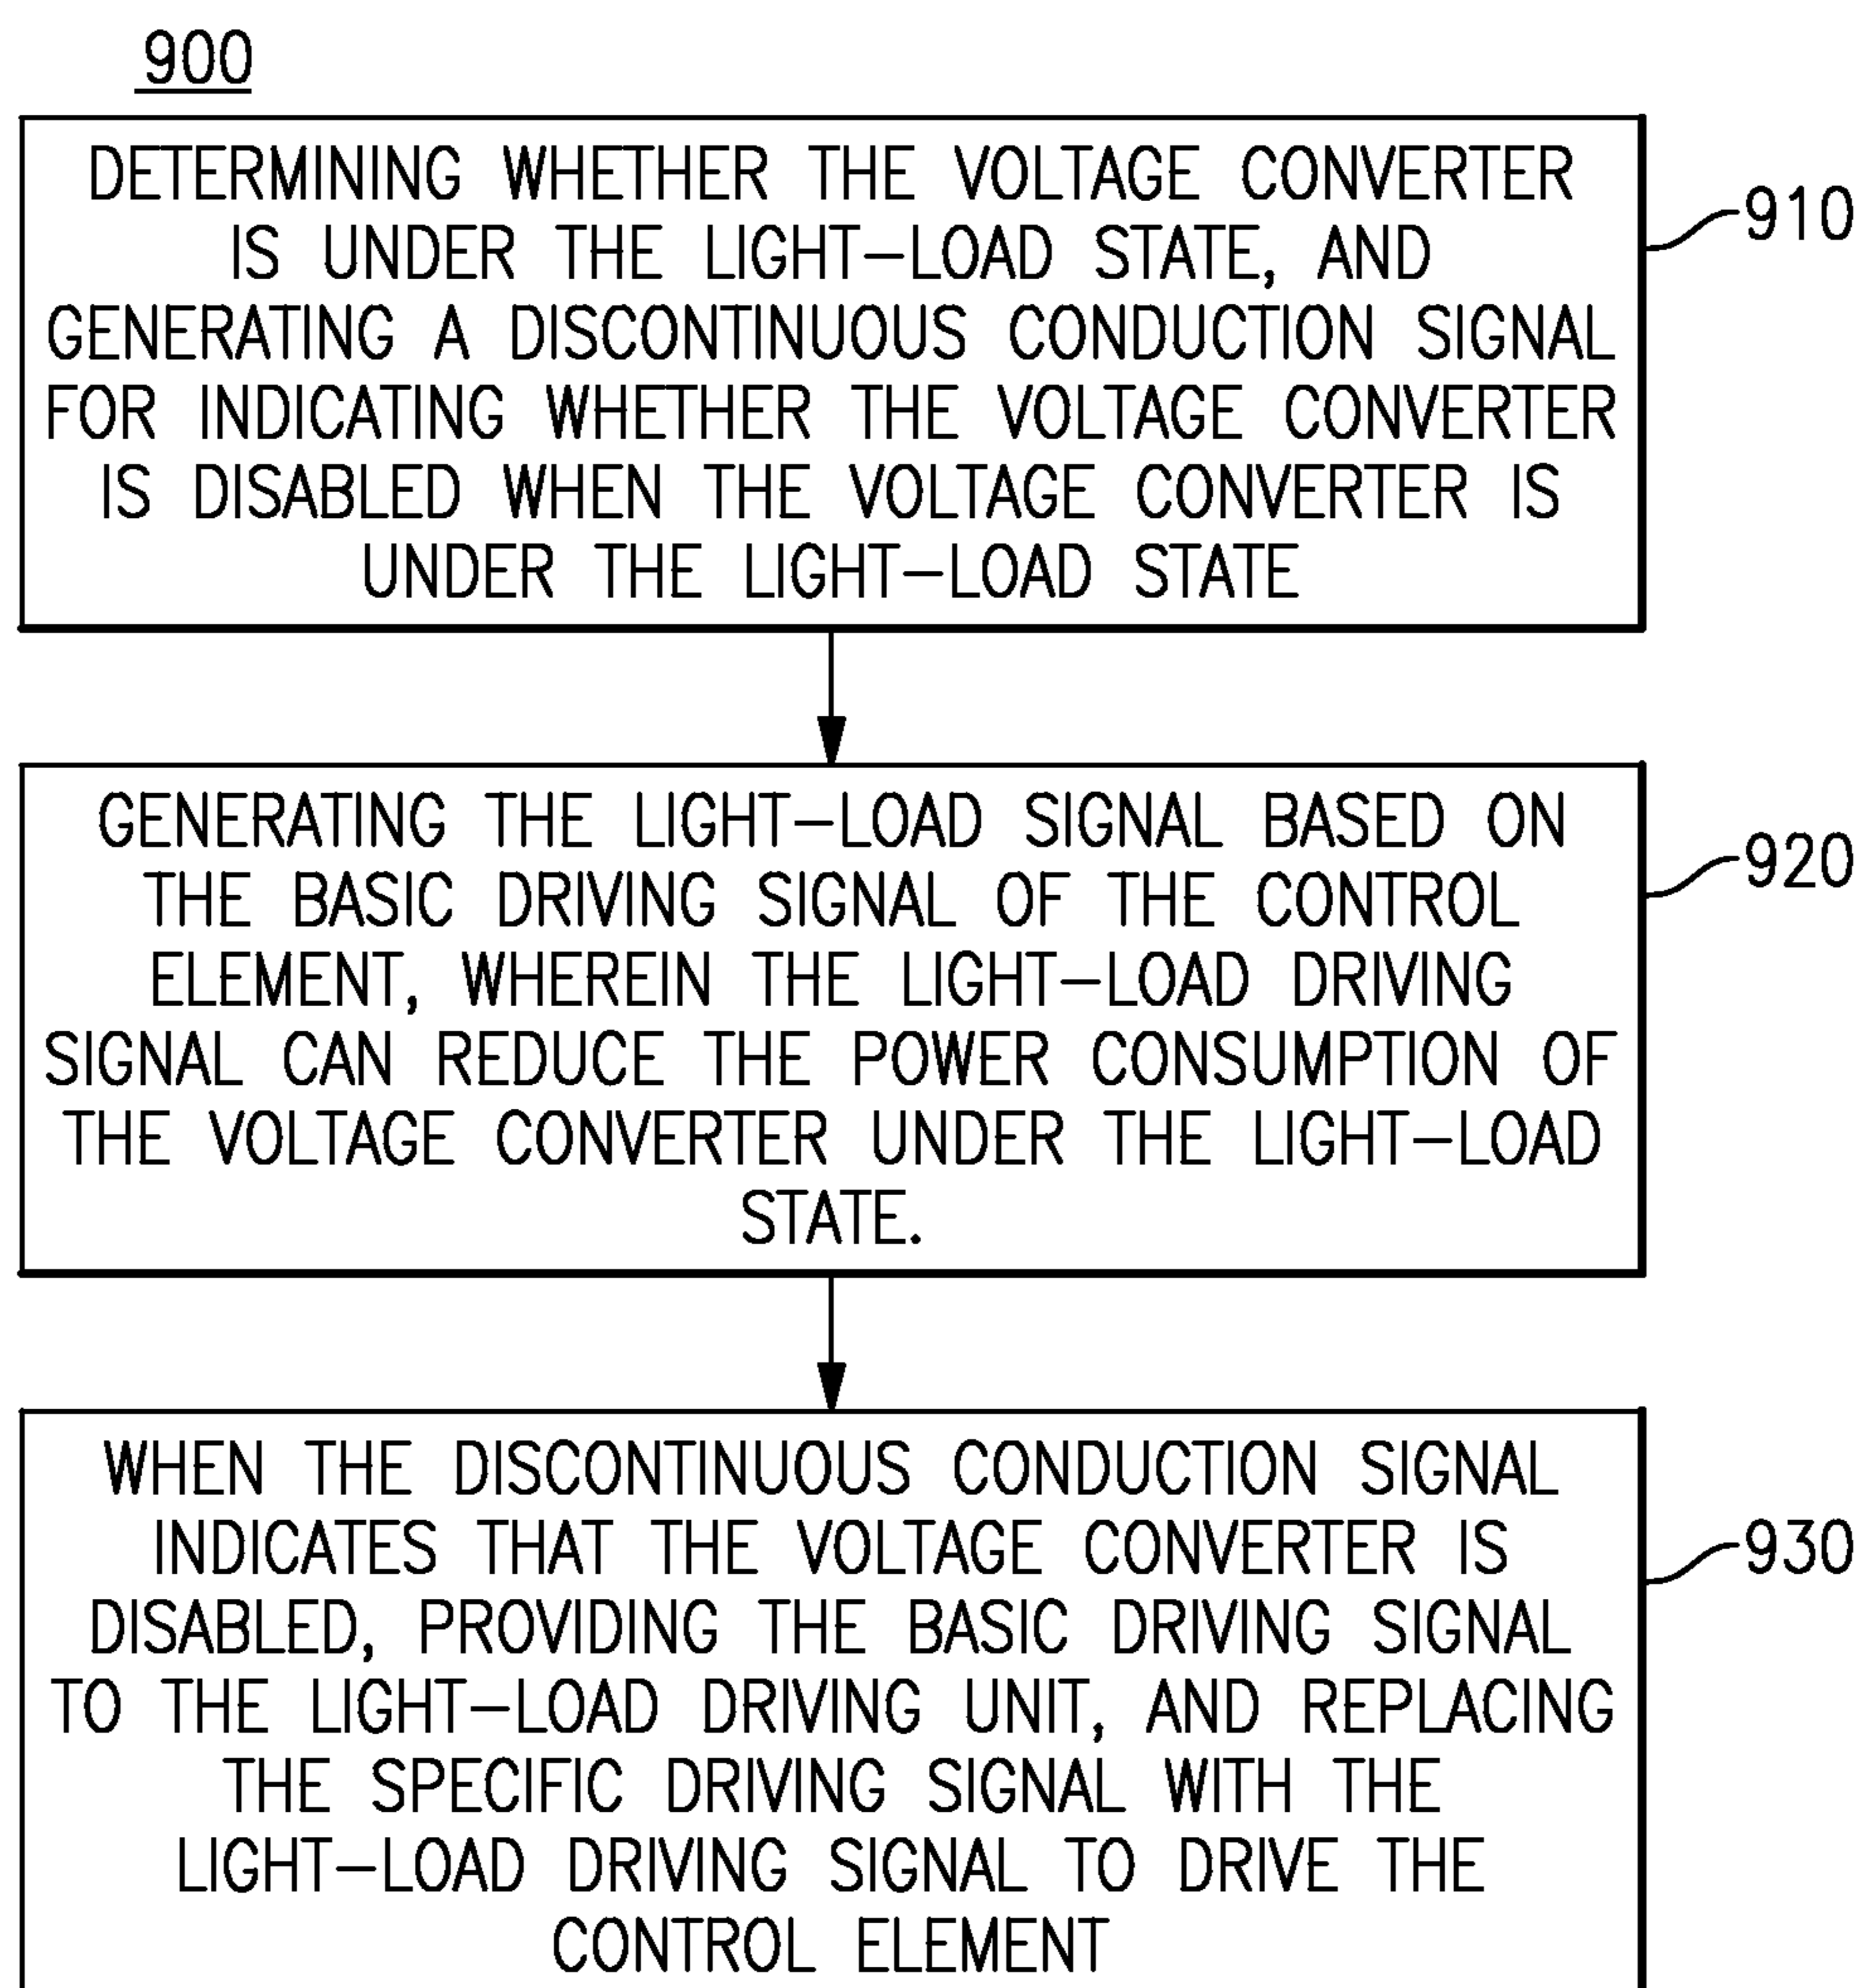 900
DETERMINING WHETHER THE VOLTAGE CONVERTER
IS UNDER THE LIGHT-LOAD STATE, AND
GENERATING A DISCONTINUOUS CONDUCTION SIGNAL
FOR INDICATING WHETHER THE VOLTAGE CONVERTER
IS DISABLED WHEN THE VOLTAGE CONVERTER IS
UNDER THE LIGHT-LOAD STATE
910
GENERATING THE LIGHT-LOAD SIGNAL BASED ON
THE BASIC DRIVING SIGNAL OF THE CONTROL
ELEMENT, WHEREIN THE LIGHT-LOAD DRIVING
SIGNAL CAN REDUCE THE POWER CONSUMPTION OF
THE VOLTAGE CONVERTER UNDER THE LIGHT-LOAD
STATE.
920
WHEN THE DISCONTINUOUS CONDUCTION SIGNAL
INDICATES THAT THE VOLTAGE CONVERTER IS
DISABLED, PROVIDING THE BASIC DRIVING SIGNAL
TO THE LIGHT-LOAD DRIVING UNIT, AND REPLACING
THE SPECIFIC DRIVING SIGNAL WITH THE
LIGHT-LOAD DRIVING SIGNAL TO DRIVE THE
CONTROL ELEMENT
930